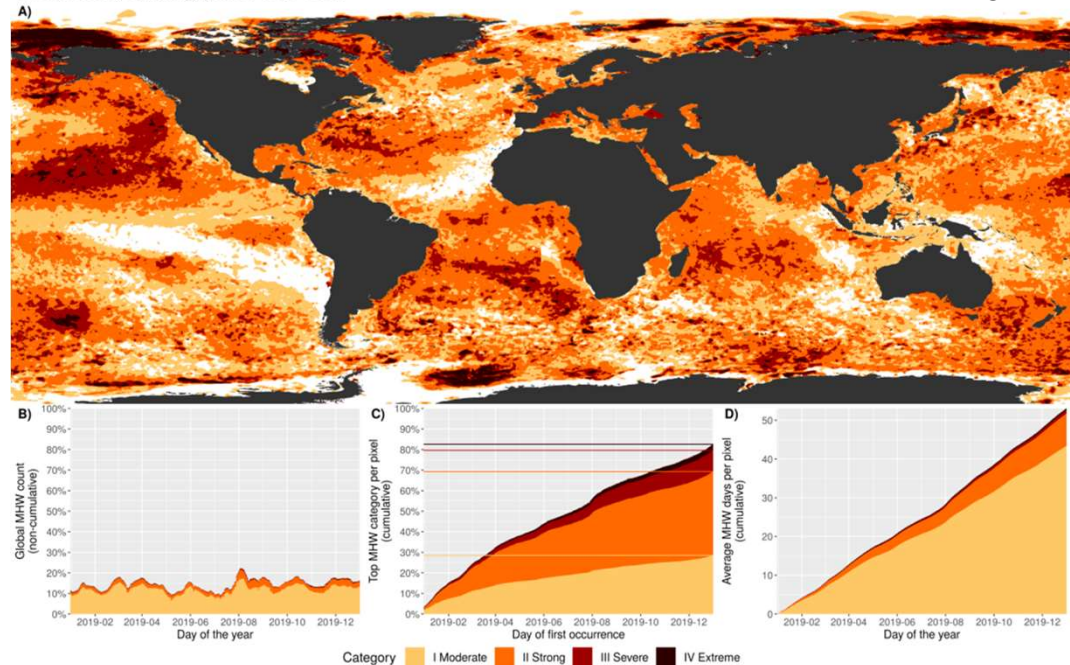 A)
B)
100%
90%
80%
70%
60%
50%
40%
30%
20%
10%
0%
Global MHW count
(non-cumulative)
2019-02 2019-04 2019-06 2019-08 2019-10 2019-12
Day of the year
C)
100%
90%
80%
70%
60%
50%
40%
30%
20%
10%
0%
Top MHW category per pixel
(cumulative)
2019-02 2019-04 2019-06 2019-08 2019-10 2019-12
Day of first occurrence
D)
50
40
30
20
10
0
Average MHW days per pixel
(cumulative)
2019-02 2019-04 2019-06 2019-08 2019-10 2019-12
Day of the year
Category I Moderate II Strong III Severe IV Extreme